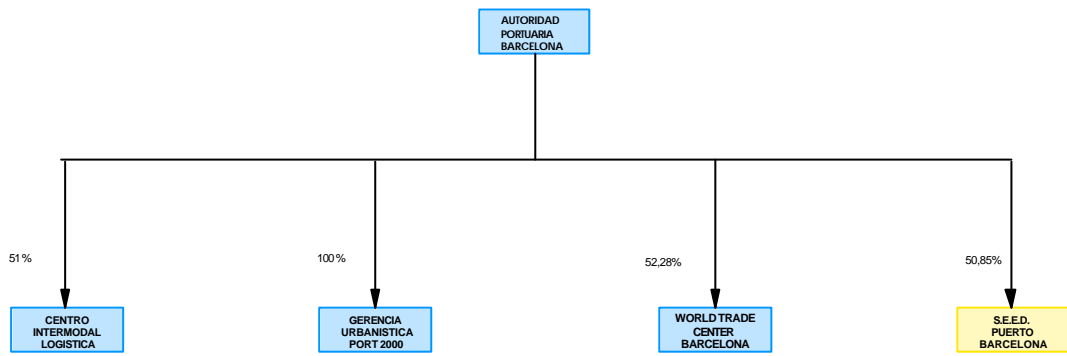 AUTORIDAD
PORTUARIA
BARCELONA
51%
100%
52,28%
50,85%
CENTRO
INTERMODAL
LOGISTICA
GERENCIA
URBANISTICA
PORT 2000
WORLD TRADE
CENTER
BARCELONA
S.E.E.D.
PUERTO
BARCELONA